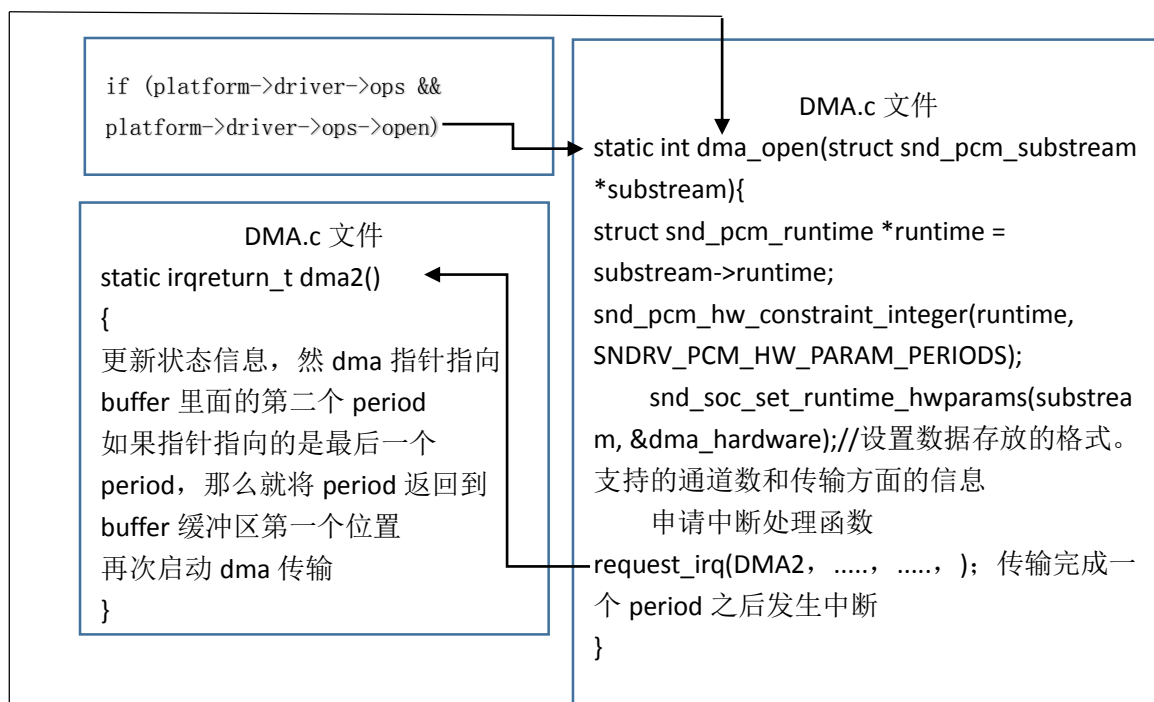 if (platform->driver->ops &&
platform->driver->ops->open)
DMA.c 文件
static irqreturn_t dma2()
{
更新状态信息，然 dma 指针指向
buffer 里面的第二个 period
如果指针指向的是最后一个
period，那么就将 period 返回到
buffer 缓冲区第一个位置
再次启动 dma 传输
}
DMA.c 文件
static int dma_open(struct snd_pcm_substream
*substream){
struct snd_pcm_runtime *runtime =
substream->runtime;
snd_pcm_hw_constraint_integer(runtime,
SNDRV_PCM_HW_PARAM_PERIODS);
snd_soc_set_runtime_hwparams(substrea
m, &dma_hardware);//设置数据存放的格式。
支持的通道数和传输方面的信息
申请中断处理函数
request_irq(DMA2，.....，.....，)；传输完成一
个 period 之后发生中断
}